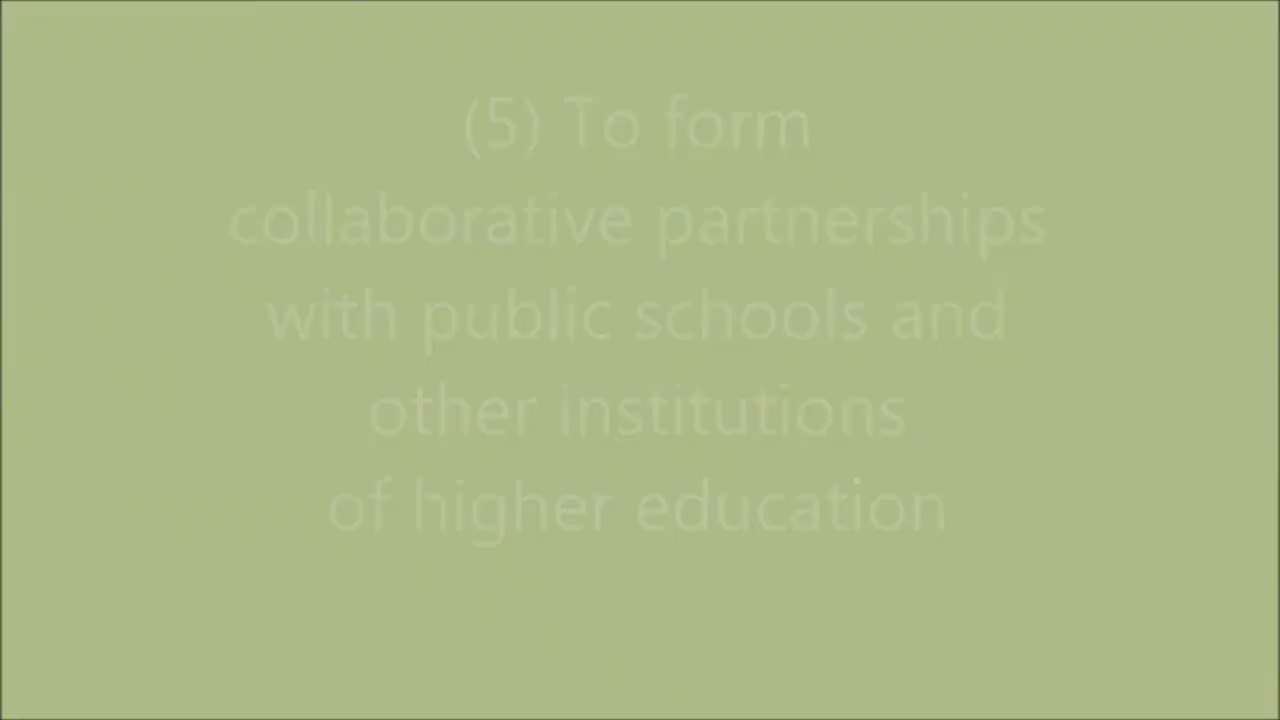 (5) To form
collaborative partnerships
with public schools and
other institutions
of higher education